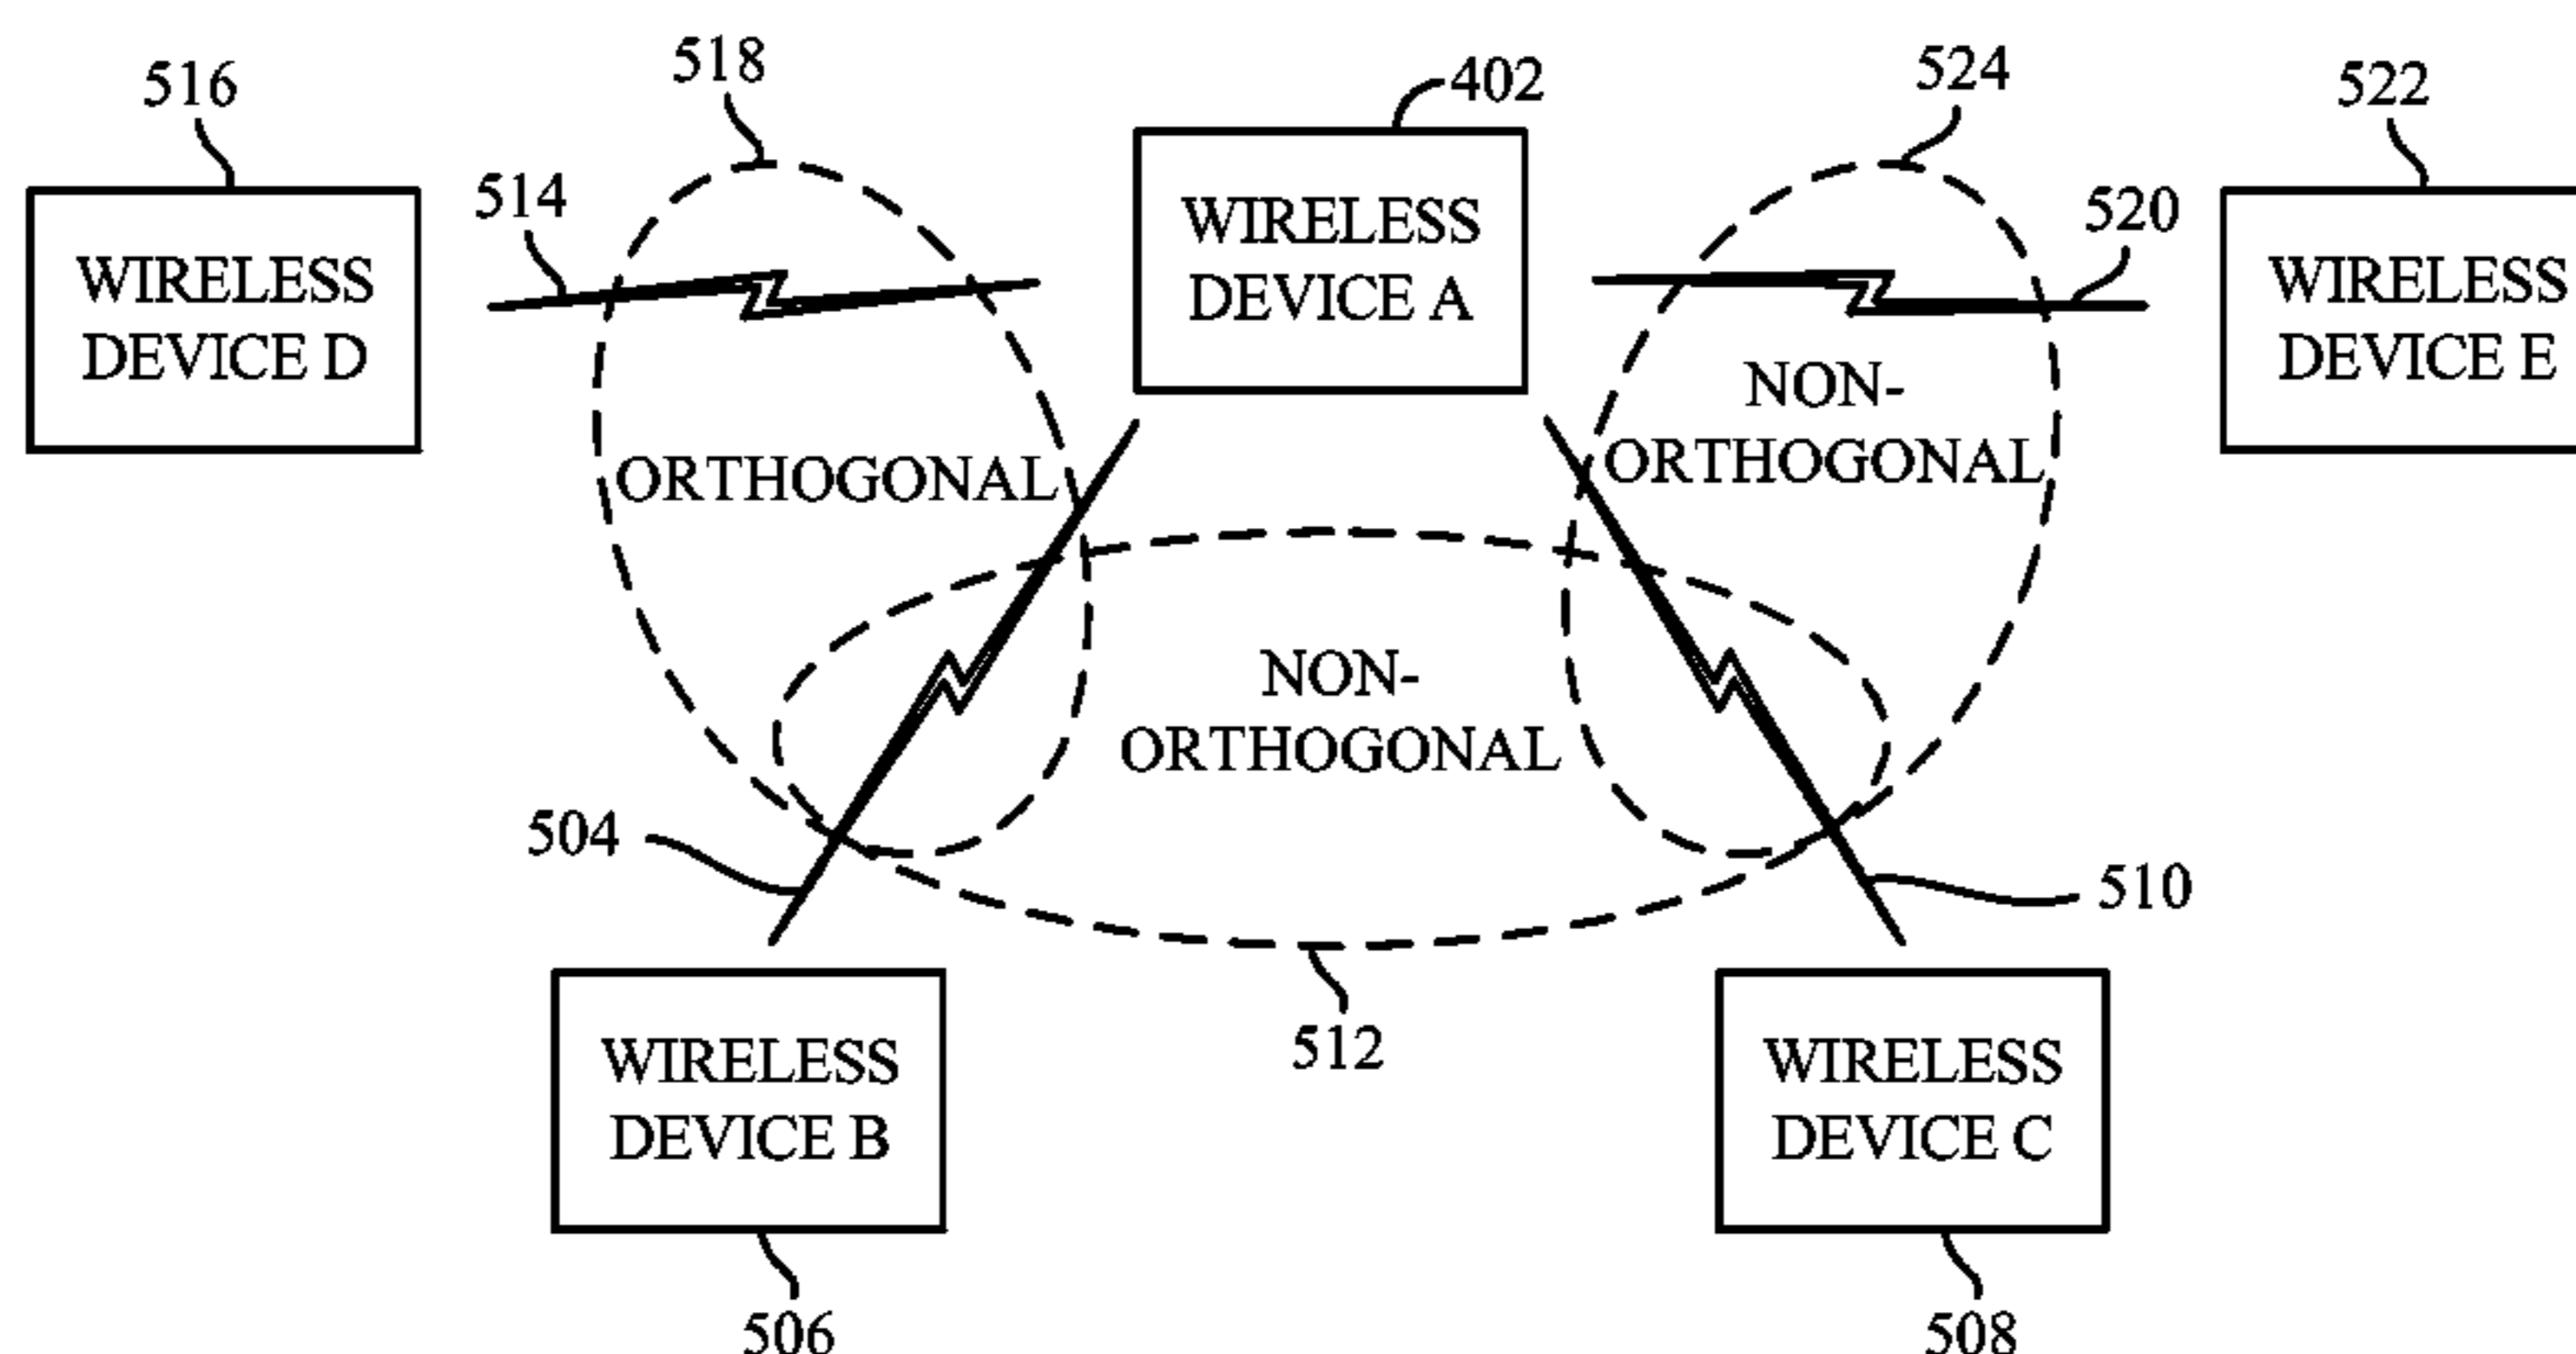 518
402
524
522
516
514
520
WIRELESS
DEVICE D
WIRELESS
DEVICE A
WIRELESS
DEVICE E
ORTHOGONAL
NON-
ORTHOGONAL
NON-
ORTHOGONAL
504
510
512
WIRELESS
DEVICE B
WIRELESS
DEVICE C
506
508